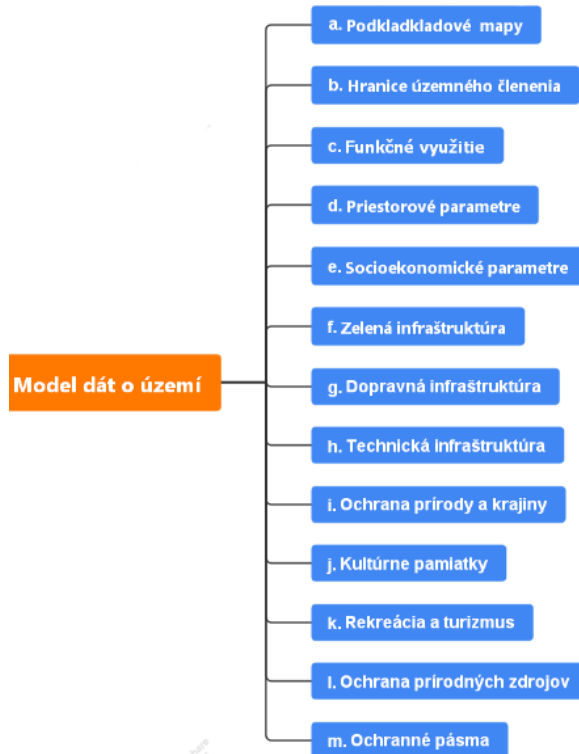 a. Podkladkladové mapy
b. Hranice územného členenia
c. Funkčné využitie
d. Priestorové parametre
e. Socioekonomické parametre
f. Zelená infraštruktúra
Model dát o území
g. Dopravná infraštruktúra
h. Technická infraštruktúra
i. Ochrana prírody a krajiny
j. Kultúrne pamiatky
k. Rekreácia a turizmus
l. Ochrana prírodných zdrojov
m. Ochranné pásma